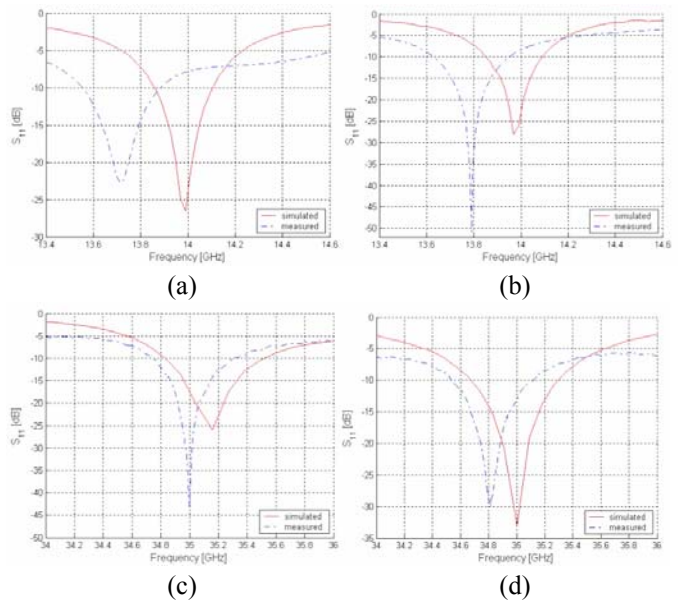 0
-5
-10
-15
-20
-25
-30
S11 [dB]
13.4 13.6 13.8 14 14.2 14.4 14.6
Frequency [GHz]
simulated
measured
(a)
0
-5
-10
-15
-20
-25
-30
-35
-40
-45
-50
S11 [dB]
13.4 13.6 13.8 14 14.2 14.4 14.6
Frequency [GHz]
simulated
measured
(b)
0
-5
-10
-15
-20
-25
-30
-35
-40
-45
-50
S11 [dB]
34 34.2 34.4 34.6 34.8 35 35.2 35.4 35.6 35.8 36
Frequency [GHz]
simulated
measured
(c)
0
-5
-10
-15
-20
-25
-30
-35
S11 [dB]
34 34.2 34.4 34.6 34.8 35 35.2 35.4 35.6 35.8 36
Frequency [GHz]
simulated
measured
(d)